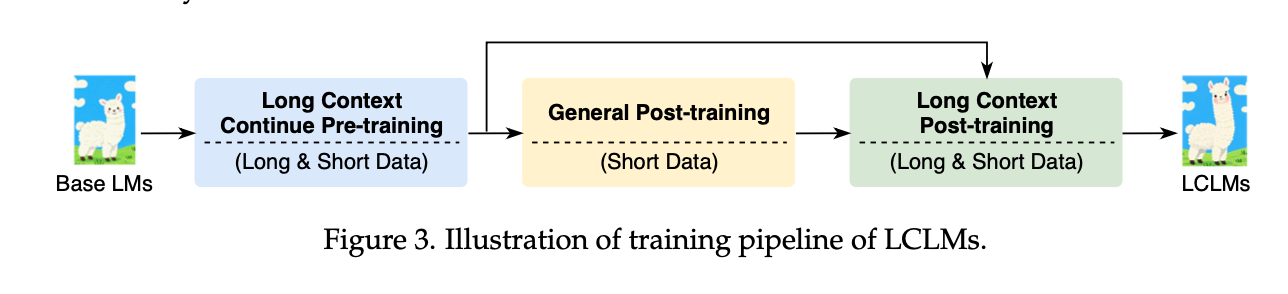 Long Context
Continue Pre-training
(Long & Short Data)
General Post-training
(Short Data)
Long Context
Post-training
(Long & Short Data)
Base LMs
LCLMs
Figure 3. Illustration of training pipeline of LCLMs.